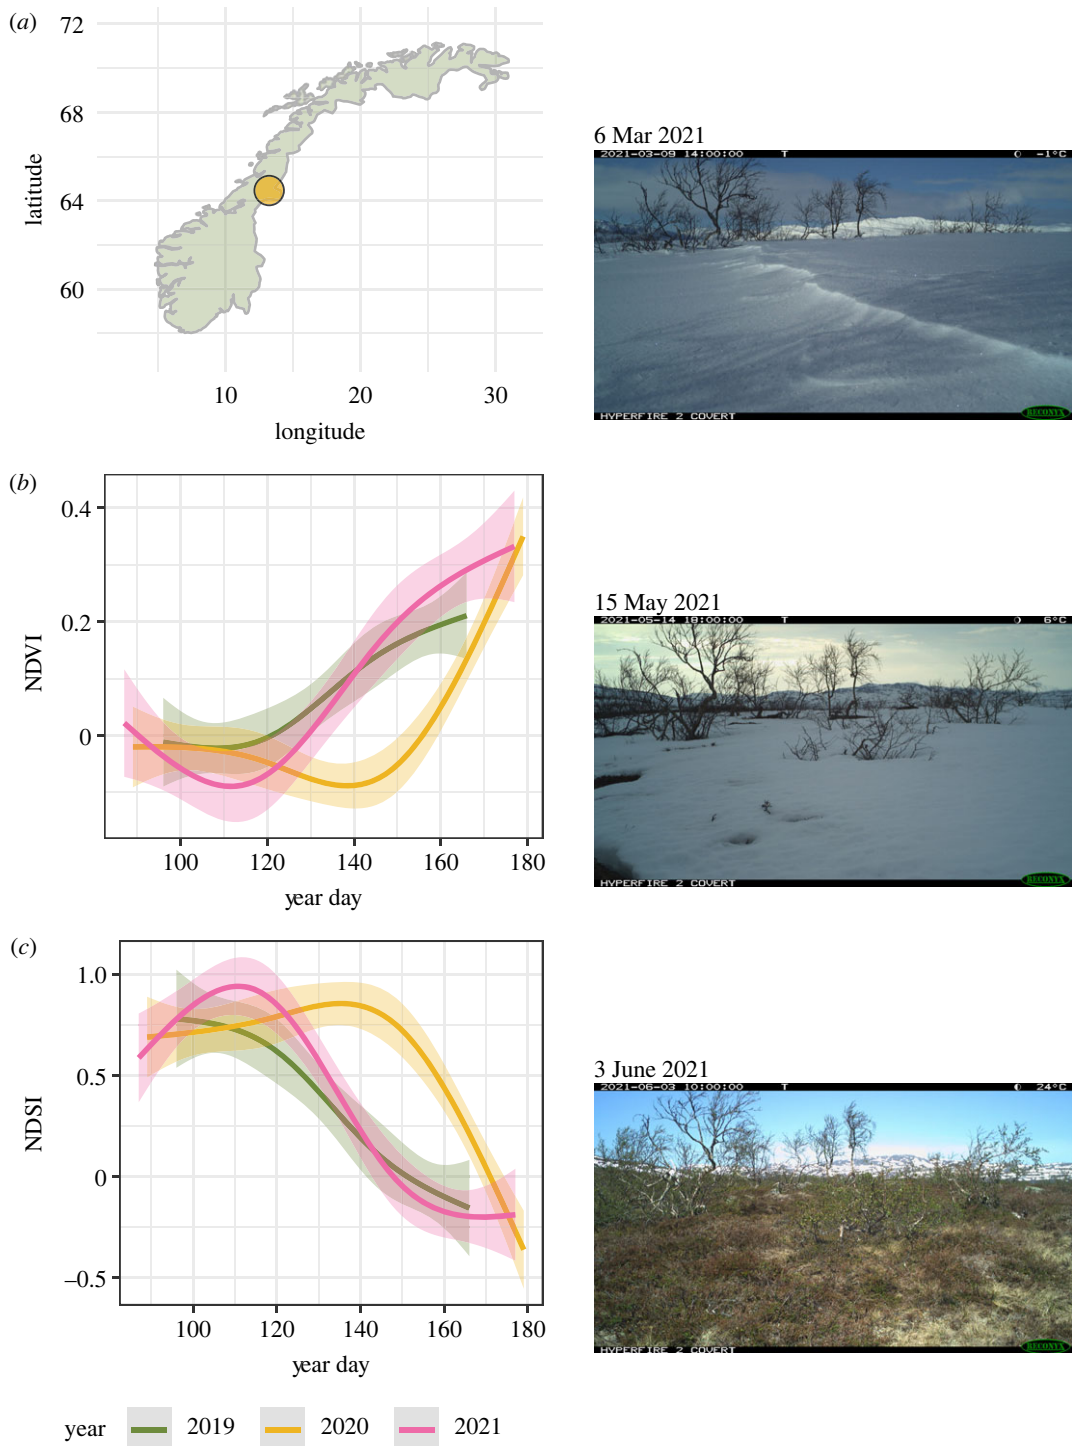 (a)
72
68
64
60
latitude
10 20 30
longitude
6 Mar 2021
2021-03-09 14:00:00 T -1°C
HYPERFIRE 2 COVERT
RECONYX
(b)
0.4
0.2
0
NDVI
100 120 140 160 180
year day
15 May 2021
2021-05-14 18:00:00 T 6°C
HYPERFIRE 2 COVERT
RECONYX
(c)
1.0
0.5
0
–0.5
NDSI
100 120 140 160 180
year day
3 June 2021
2021-06-03 10:00:00 T 24°C
HYPERFIRE 2 COVERT
RECONYX
year 2019 2020 2021